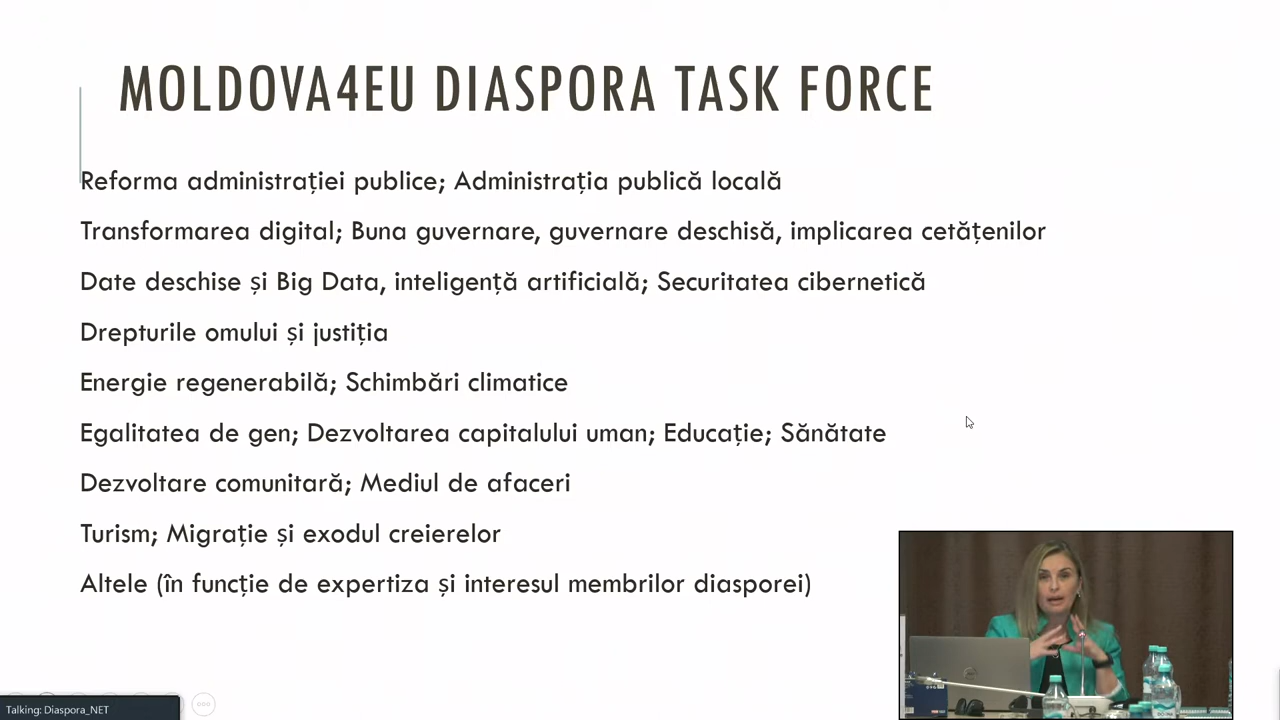 MOLDOVA4EU DIASPORA TASK FORCE
Reforma administrației publice; Administrația publică locală
Transformarea digital; Buna guvernare, guvernare deschisă, implicarea cetățenilor
Date deschise și Big Data, inteligență artificială; Securitatea cibernetică
Drepturile omului și justiția
Energie regenerabilă; Schimbări climatice
Egalitatea de gen; Dezvoltarea capitalului uman; Educație; Sănătate
Dezvoltare comunitară; Mediul de afaceri
Turism; Migrație și exodul creierelor
Altele (în funcție de expertiza și interesul membrilor diasporei)
Talking: Diaspora_NET